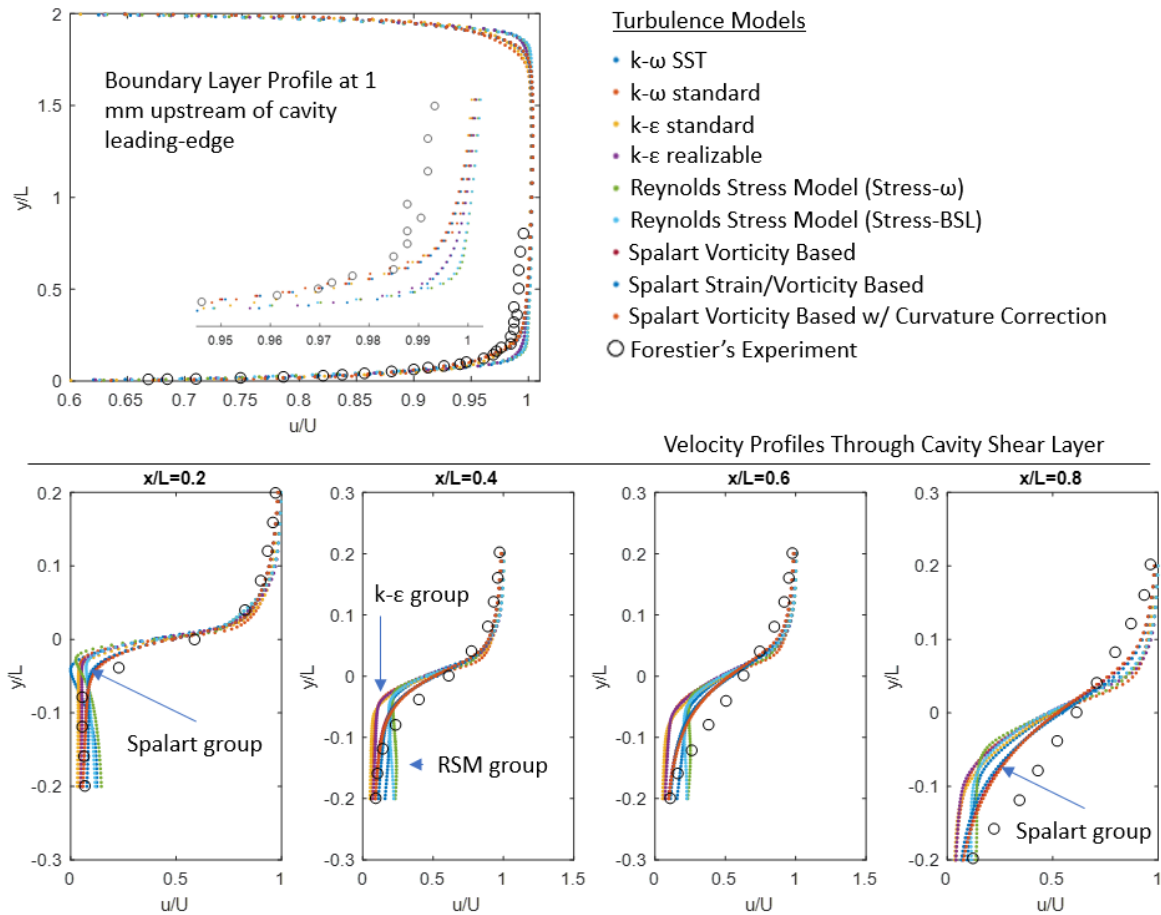 Turbulence Models
k-ω SST
k-ω standard
k-ε standard
k-ε realizable
Reynolds Stress Model (Stress-ω)
Reynolds Stress Model (Stress-BSL)
Spalart Vorticity Based
Spalart Strain/Vorticity Based
Spalart Vorticity Based w/ Curvature Correction
Forestier's Experiment
Boundary Layer Profile at 1
mm upstream of cavity
leading-edge
y/L
2
1.5
1
0.5
0
0.95 0.96 0.97 0.98 0.99 1
0.6 0.65 0.7 0.75 0.8 0.85 0.9 0.95 1
u/U
Velocity Profiles Through Cavity Shear Layer
x/L=0.2
y/L
0.2
0.1
0
-0.1
-0.2
-0.3
Spalart group
0 0.5 1
u/U
x/L=0.4
y/L
0.3
0.2
0.1
0
-0.1
-0.2
-0.3
k-ε group
RSM group
0 0.5 1 1.5
u/U
x/L=0.6
y/L
0.3
0.2
0.1
0
-0.1
-0.2
-0.3
0 0.5 1 1.5
u/U
x/L=0.8
y/L
0.3
0.2
0.1
0
-0.1
-0.2
Spalart group
0 0.5 1
u/U